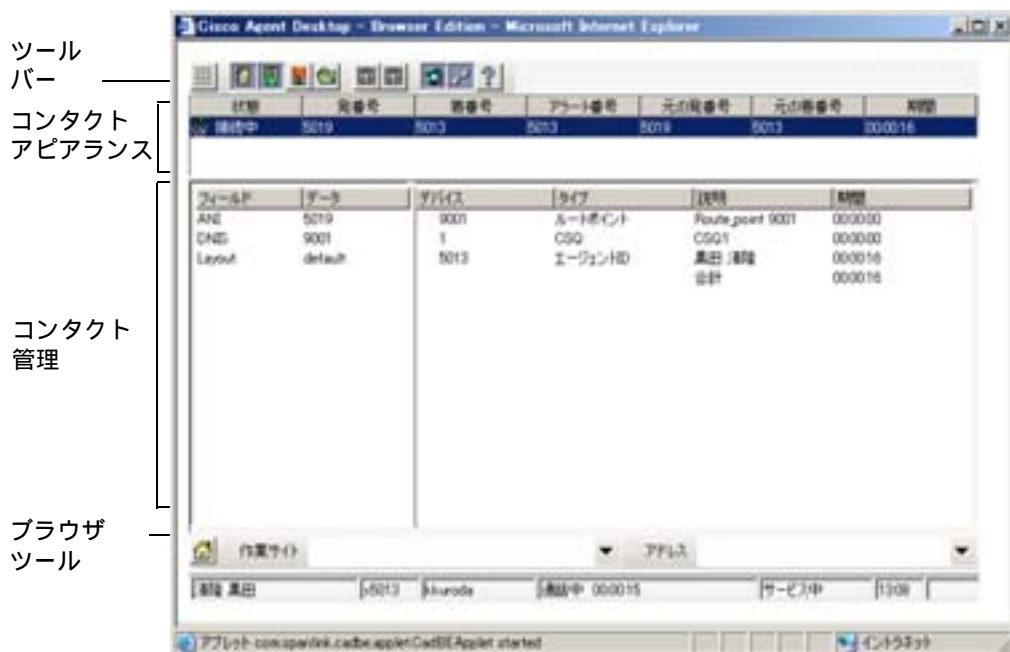 Cisco Agent Desktop - Browser Edition - Microsoft Internet Explorer
ツール
バー
コンタクト
アピアランス
状態 発番号 着番号 アラート番号 元の発番号 元の着番号 期間
接続中 5019 5013 5013 5019 5013 00:00:16
コンタクト
管理
フィールド データ
ANI 5019
DNIS 9001
Layout default
デバイス タイプ 説明 期間
9001 ルートポイント Route_point 9001 00:00:00
1 CSQ CSQ1 00:00:00
5013 エージェントID 黒田 清隆 00:00:16
合計 00:00:16
ブラウザ
ツール
作業サイト アドレス
清隆 黒田 x5013 kkuroda 通話中 00:00:15 サービス中 13:08
アプレット com.spanlink.cadbe.applet.CadBEApplet started イントラネット